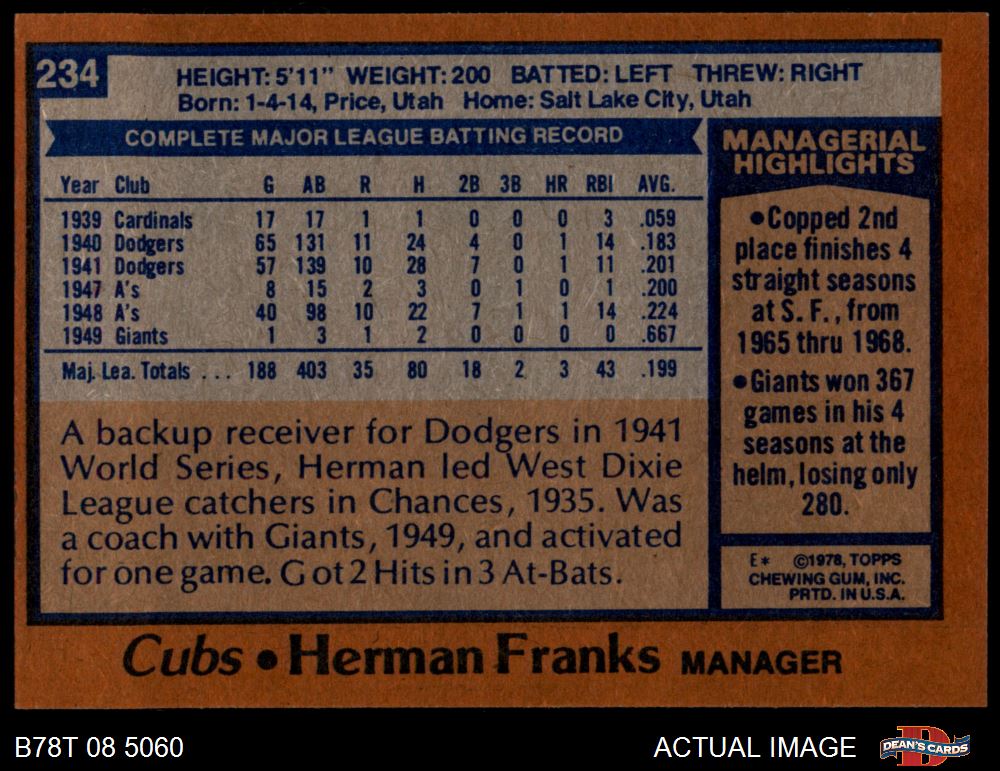 234
HEIGHT: 5'11" WEIGHT: 200 BATTED: LEFT THREW: RIGHT
Born: 1-4-14, Price, Utah Home: Salt Lake City, Utah
COMPLETE MAJOR LEAGUE BATTING RECORD
Year Club G AB R H 2B 3B HR RBI AVG.
1939 Cardinals 17 17 1 1 0 0 0 3 .059
1940 Dodgers 65 131 11 24 4 0 1 14 .183
1941 Dodgers 57 139 10 28 7 0 1 11 .201
1947 A's 8 15 2 3 0 1 0 1 .200
1948 A's 40 98 10 22 7 1 1 14 .224
1949 Giants 1 3 1 2 0 0 0 0 .667
Maj. Lea. Totals ... 188 403 35 80 18 2 3 43 .199
A backup receiver for Dodgers in 1941
World Series, Herman led West Dixie
League catchers in Chances, 1935. Was
a coach with Giants, 1949, and activated
for one game. Got 2 Hits in 3 At-Bats.
MANAGERIAL
HIGHLIGHTS
●Copped 2nd
place finishes 4
straight seasons
at S. F., from
1965 thru 1968.
●Giants won 367
games in his 4
seasons at the
helm, losing only
280.
E* ©1978, TOPPS
CHEWING GUM, INC.
PRTD. IN U.S.A.
Cubs ● Herman Franks MANAGER
B78T 08 5060
ACTUAL IMAGE
DEAN'S CARDS